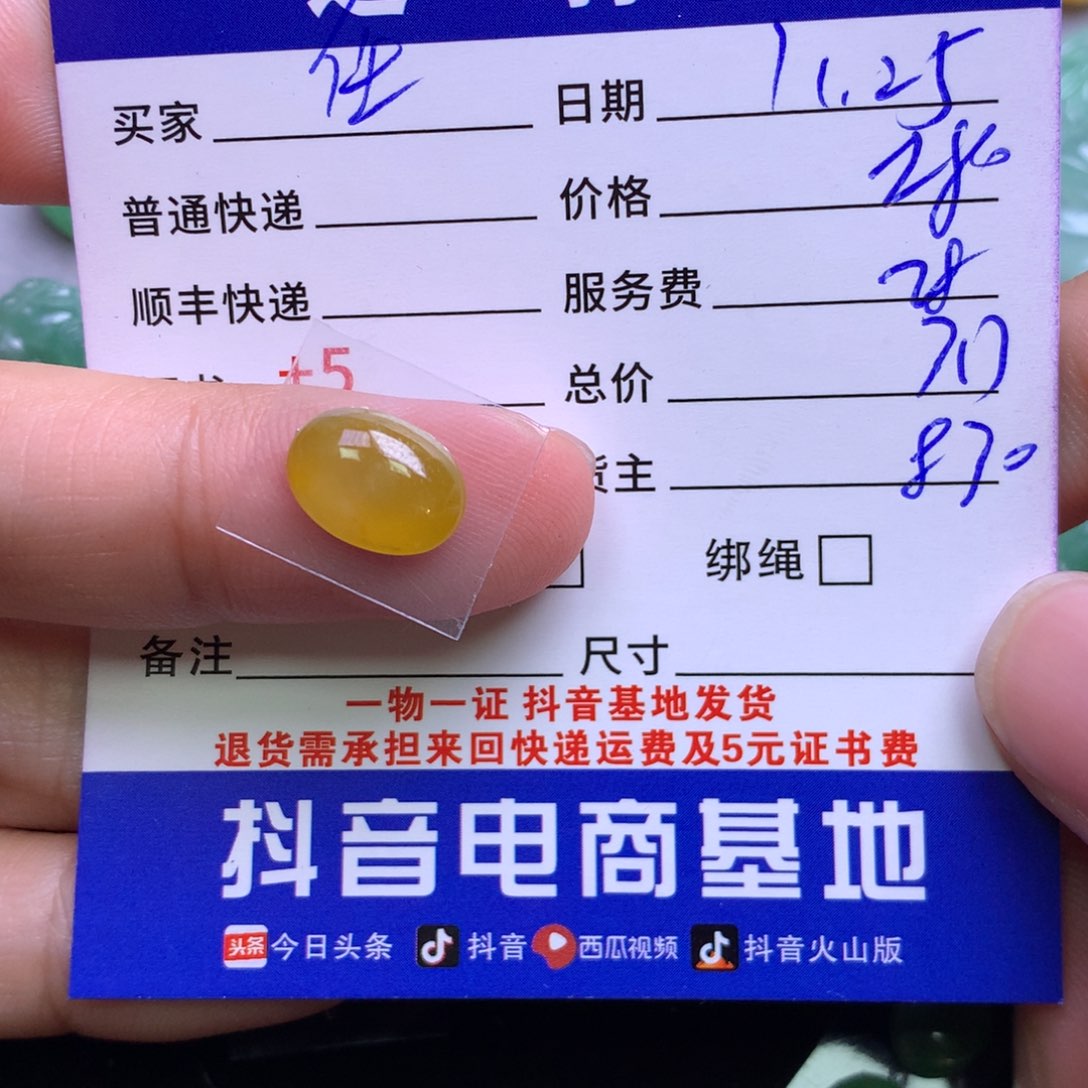 买家 任 日期 11.25
普通快递 价格 280
顺丰快递 服务费 28
+5 总价
货主 870
绑绳
备注 尺寸
一物一证 抖音基地发货
退货需承担来回快递运费及5元证书费
抖音电商基地
头条 今日头条 抖音 西瓜视频 抖音火山版